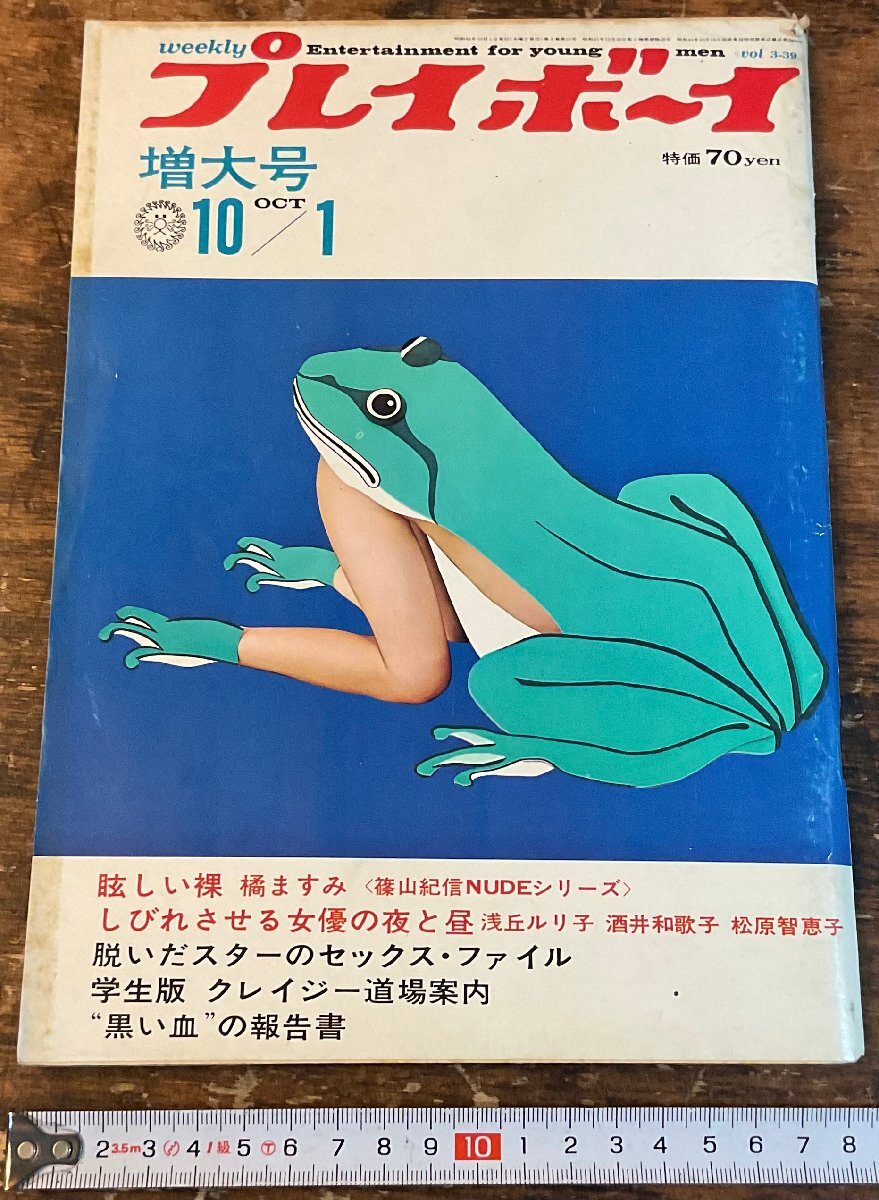 weekly Entertainment for young men vol 3-39
プレイボーイ
増大号
特価 70yen
10 OCT/1
眩しい裸 橘ますみ 〈篠山紀信NUDEシリーズ〉
しびれさせる女優の夜と昼 浅丘ルリ子 酒井和歌子 松原智恵子
脱いだスターのセックス・ファイル
学生版 クレイジー道場案内
“黒い血”の報告書
2 3.5m 3 4 1級 5 6 7 8 9 10 1 2 3 4 5 6 7 8